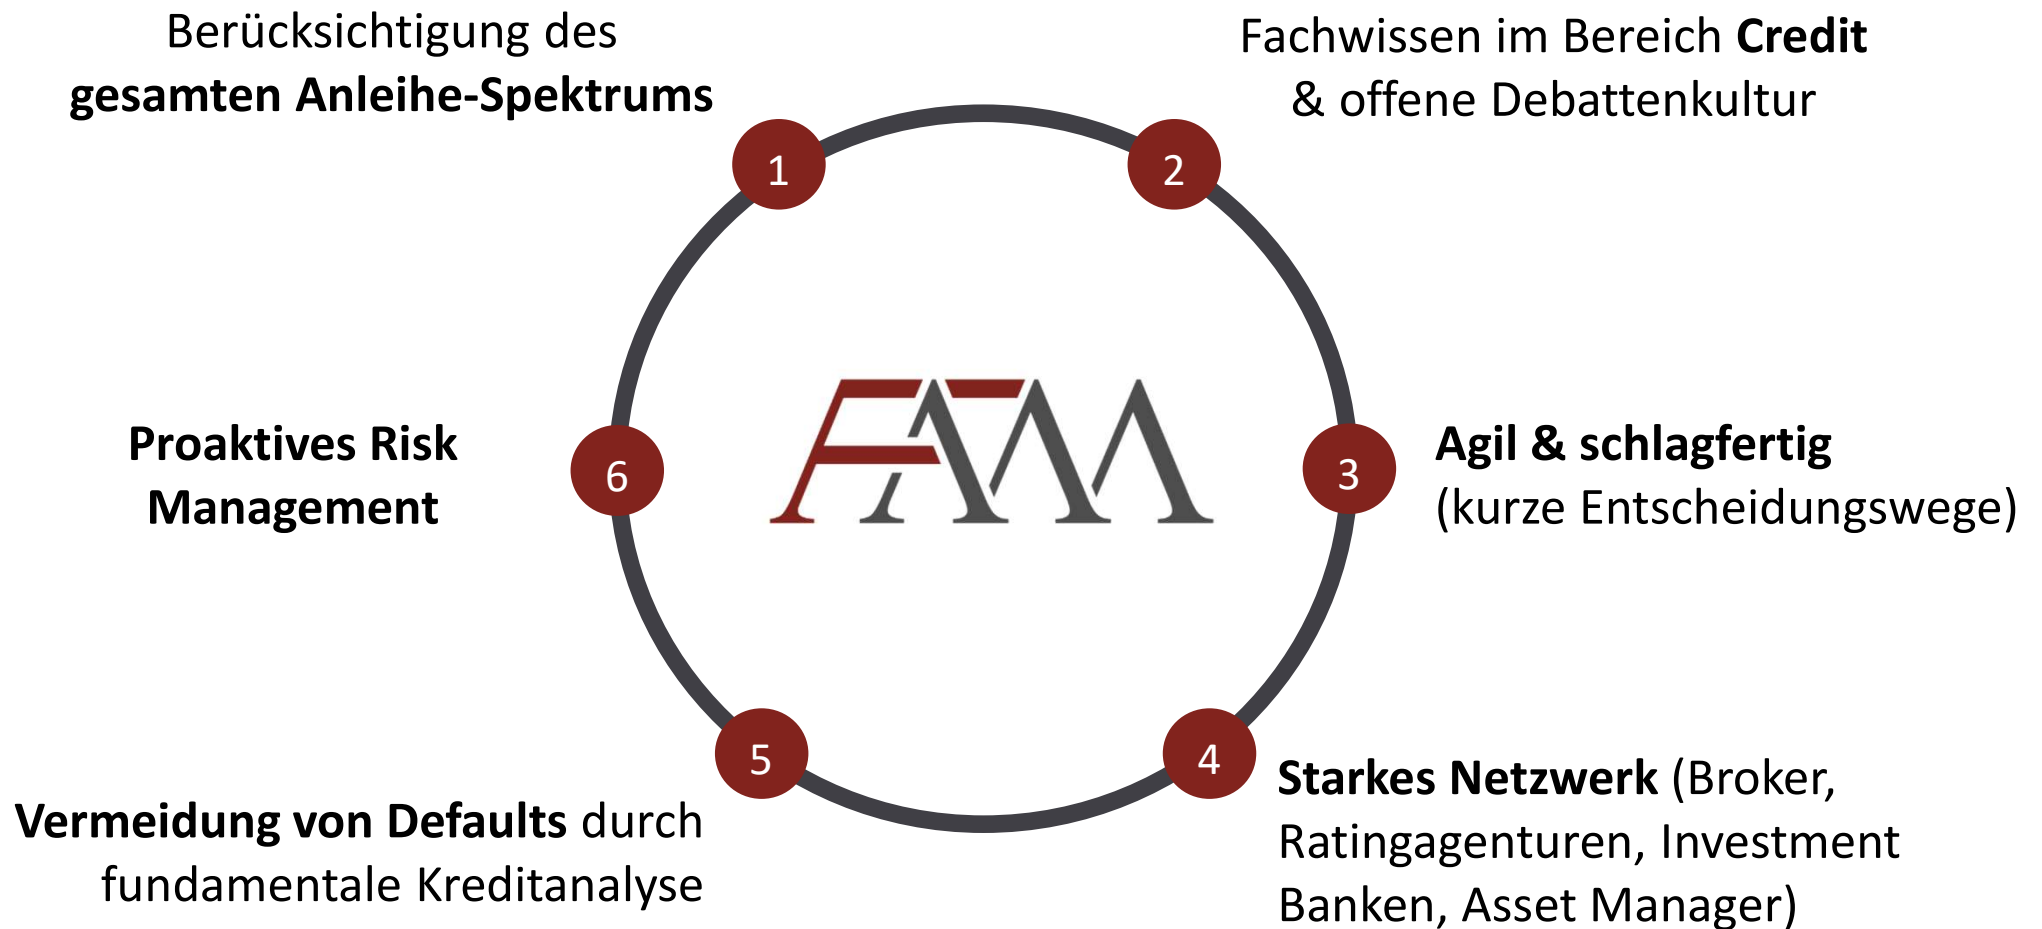 Berücksichtigung des
gesamten Anleihe-Spektrums
1
Fachwissen im Bereich Credit
& offene Debattenkultur
2
Agil & schlagfertig
(kurze Entscheidungswege)
3
Starkes Netzwerk (Broker,
Ratingagenturen, Investment
Banken, Asset Manager)
4
Vermeidung von Defaults durch
fundamentale Kreditanalyse
5
Proaktives Risk
Management
6
FAM